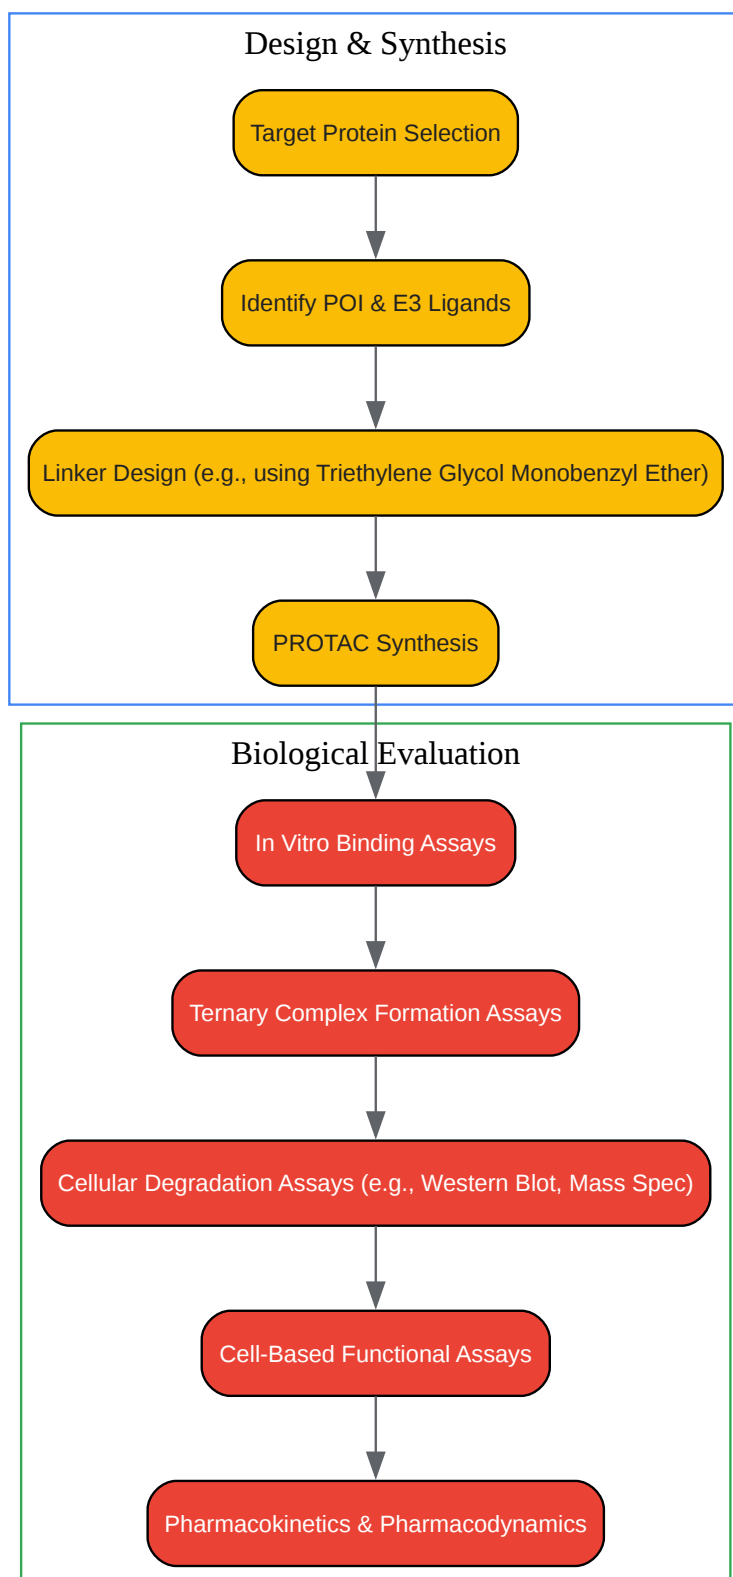 Design & Synthesis
Target Protein Selection
Identify POI & E3 Ligands
Linker Design (e.g., using Triethylene Glycol Monobenzyl Ether)
PROTAC Synthesis
Biological Evaluation
In Vitro Binding Assays
Ternary Complex Formation Assays
Cellular Degradation Assays (e.g., Western Blot, Mass Spec)
Cell-Based Functional Assays
Pharmacokinetics & Pharmacodynamics